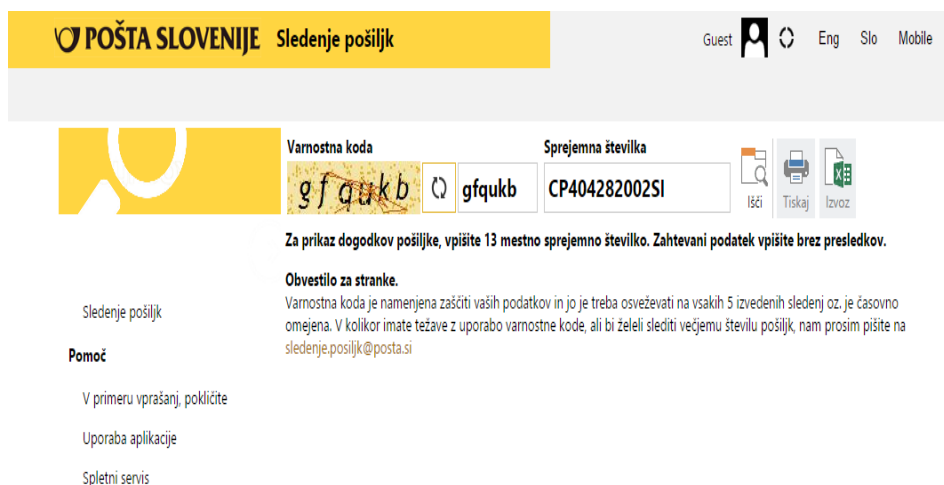 POŠTA SLOVENIJE Sledenje pošiljk
Guest Eng Slo Mobile
Varnostna koda
Sprejemna številka
gfqukb
gfqukb
CP404282002SI
Išči
Tiskaj
Izvoz
Za prikaz dogodkov pošiljke, vpišite 13 mestno sprejemno številko. Zahtevani podatek vpišite brez presledkov.
Obvestilo za stranke.
Varnostna koda je namenjena zaščiti vaših podatkov in jo je treba osveževati na vsakih 5 izvedenih sledenj oz. je časovno
omejena. V kolikor imate težave z uporabo varnostne kode, ali bi želeli slediti večjemu številu pošiljk, nam prosim pišite na
sledenje.posiljk@posta.si
Sledenje pošiljk
Pomoč
V primeru vprašanj, pokličite
Uporaba aplikacije
Spletni servis